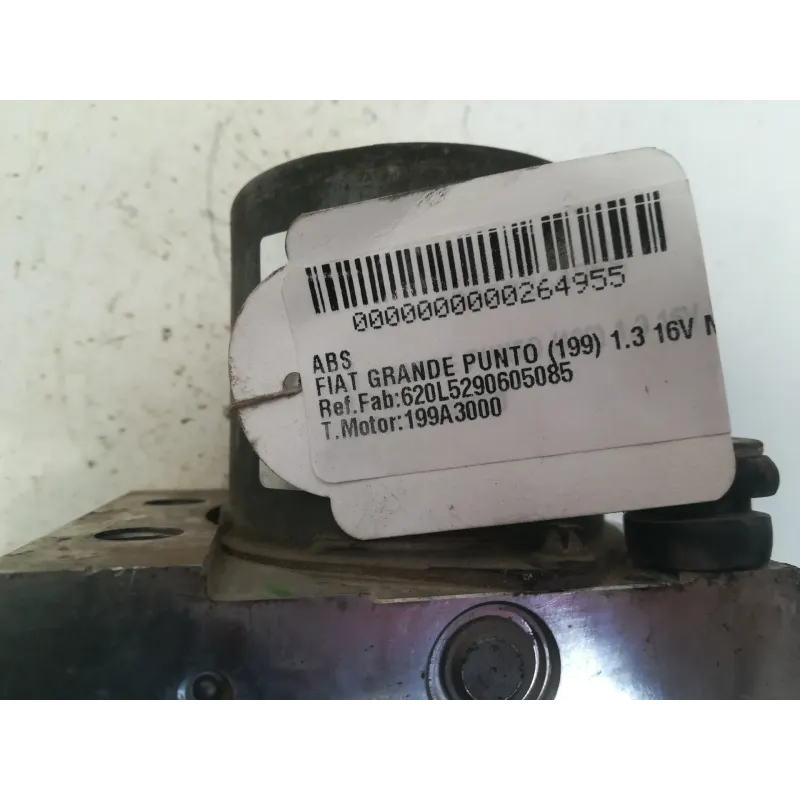 0000000000264955
ABS
FIAT GRANDE PUNTO (199) 1.3 16V
Ref.Fab:620L5290605085
T.Motor:199A3000